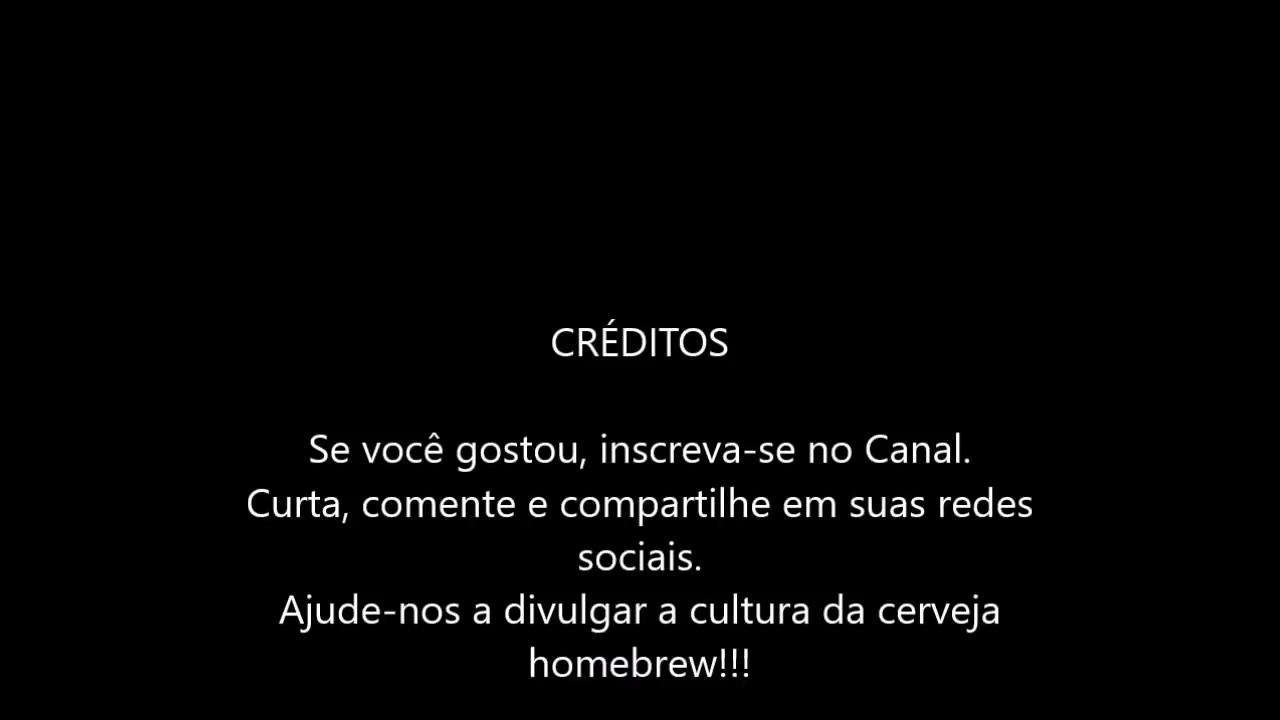 CRÉDITOS
Se você gostou, inscreva-se no Canal.
Curta, comente e compartilhe em suas redes
sociais.
Ajude-nos a divulgar a cultura da cerveja
homebrew!!!